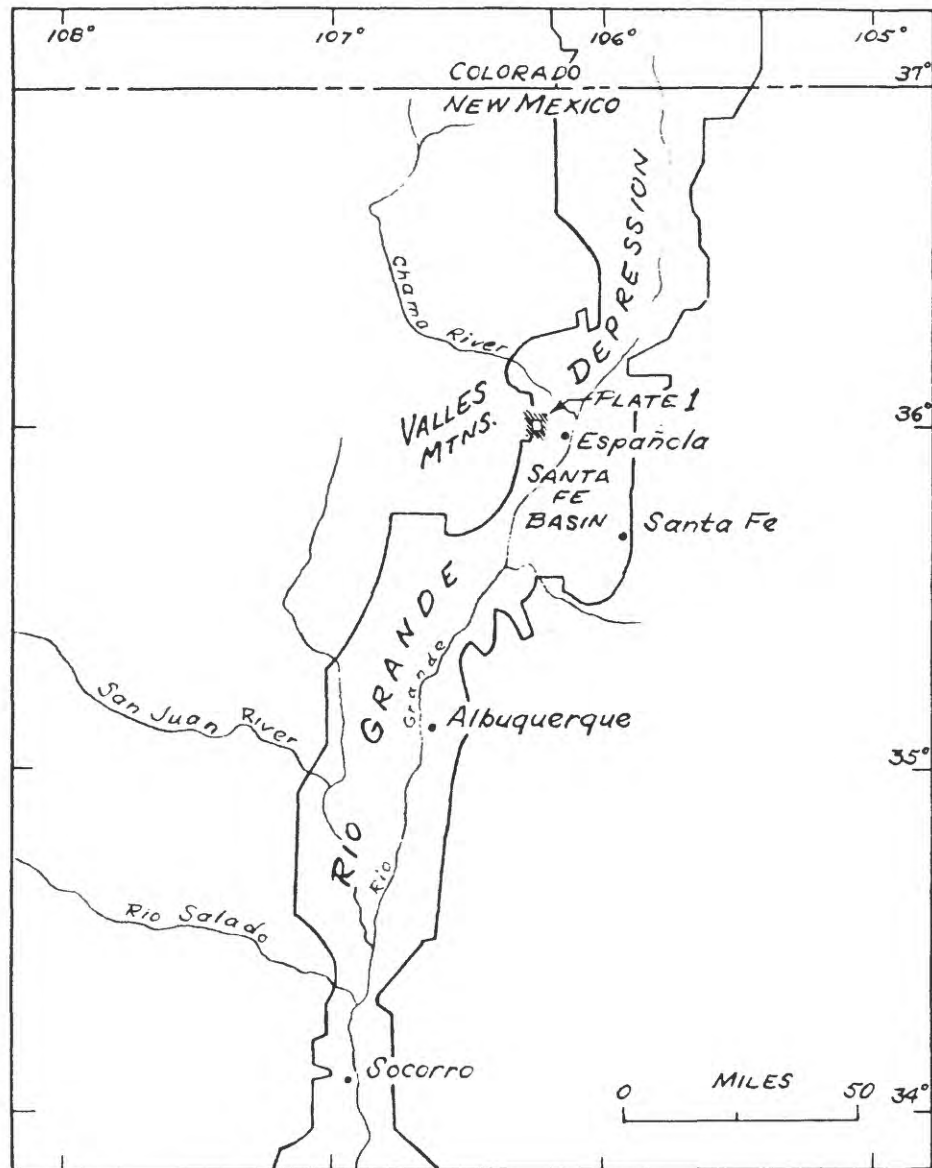 108°
107°
106°
105°
COLORADO
37°
NEW MEXICO
DEPRESSION
Chama River
VALLES
MTNS.
PLATE 1
36°
Española
SANTA
FE
BASIN
Santa Fe
GRANDE
Grande
San Juan River
Albuquerque
35°
RIO
Rio
Rio Salado
Socorro
0 MILES 50
34°